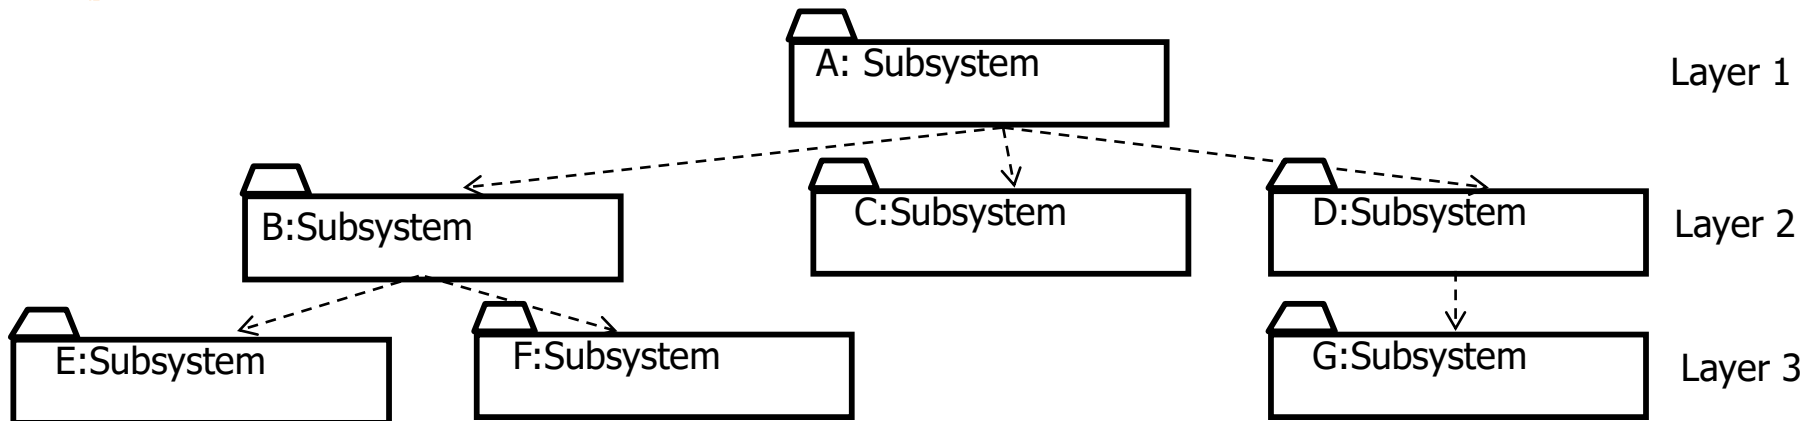 A: Subsystem
Layer 1
B:Subsystem
C:Subsystem
D:Subsystem
Layer 2
E:Subsystem
F:Subsystem
G:Subsystem
Layer 3